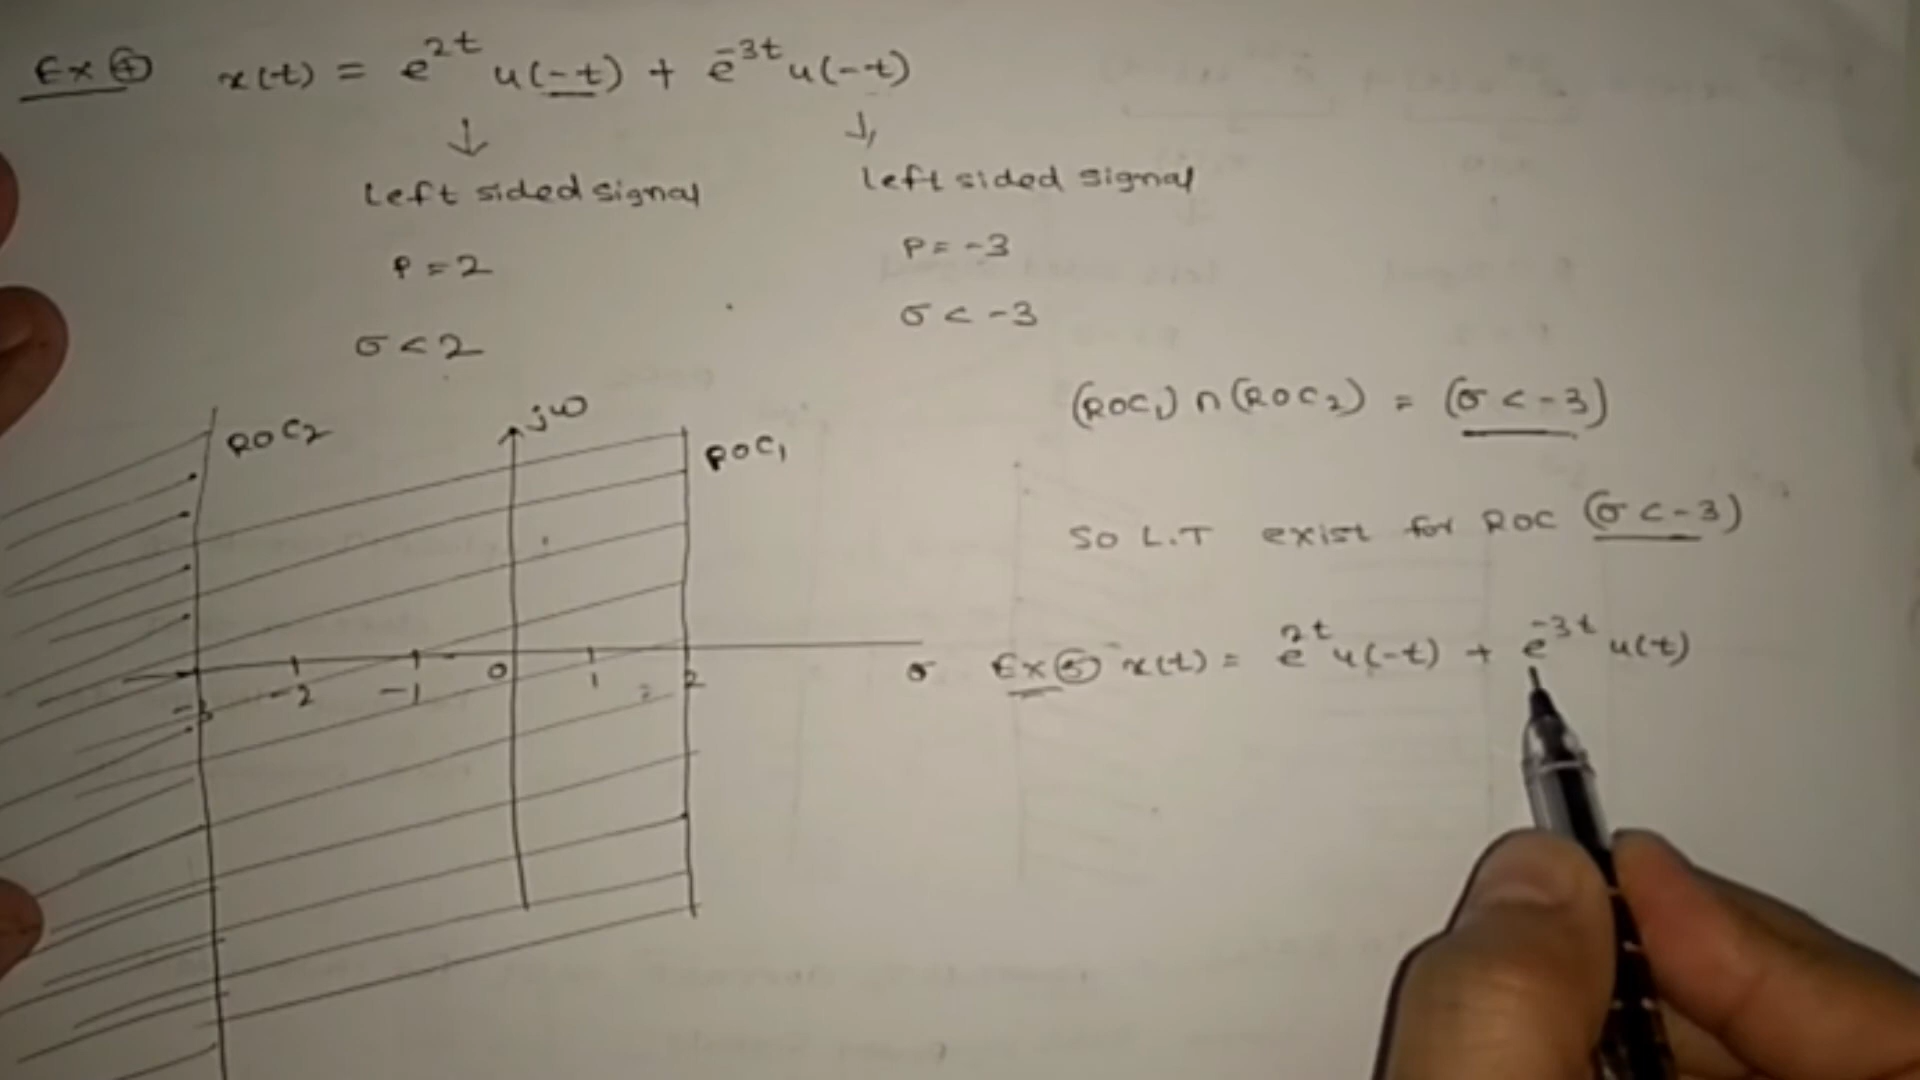 Ex ④ x(t) = e^{2t} u(-t) + e^{-3t} u(-t)
↓ ↓
Left sided signal
left sided signal
P = 2
P = -3
σ < 2
σ < -3
(ROC₁) ∩ (ROC₂) = (σ < -3)
So L.T exist for ROC (σ < -3)
ROC₂
jω
ROC₁
-3 -2 -1 0 1 2 σ
Ex ⑤ x(t) = e^{2t} u(-t) + e^{-3t} u(t)